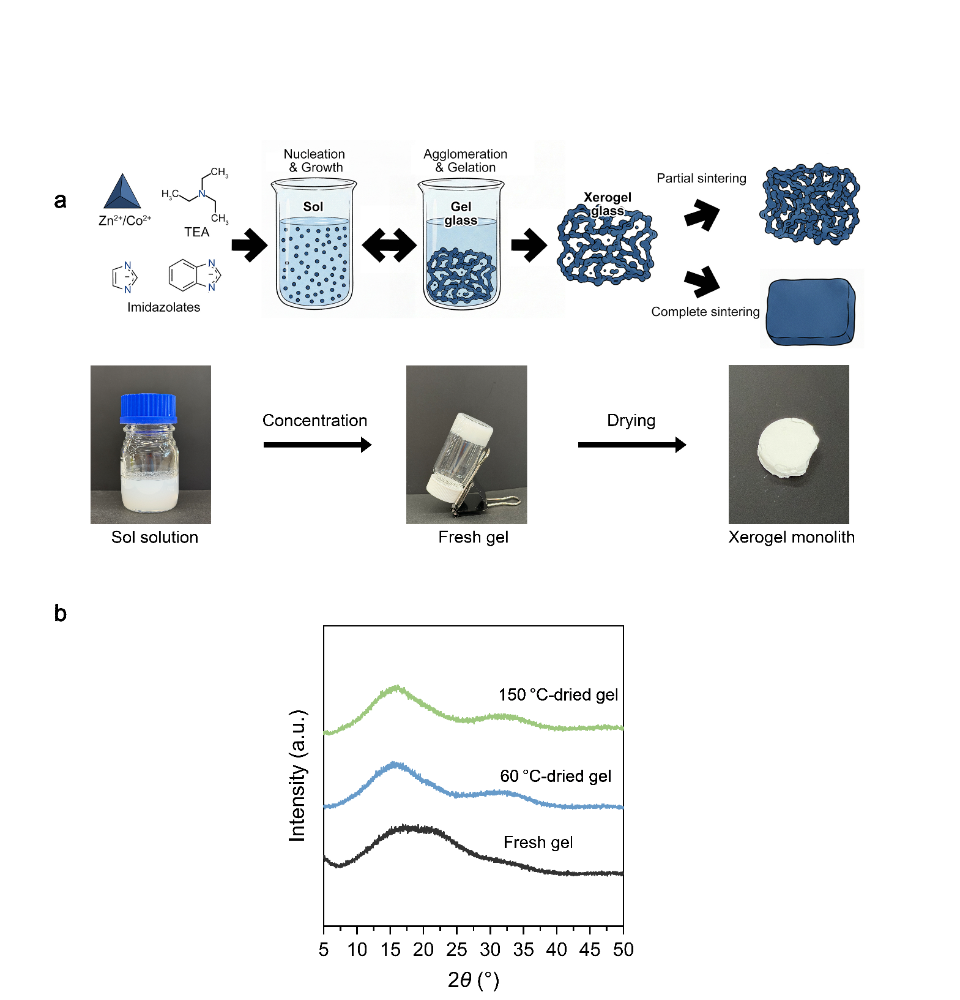 a
Zn²⁺/Co²⁺
CH₃
H₃C
N
CH₃
TEA
N
N
N
N
Imidazolates
Nucleation
& Growth
Sol
Agglomeration
& Gelation
Gel
glass
Xerogel
glass
Partial sintering
Complete sintering
Concentration
Drying
Sol solution
Fresh gel
Xerogel monolith
b
Intensity (a.u.)
150 °C-dried gel
60 °C-dried gel
Fresh gel
5 10 15 20 25 30 35 40 45 50
2θ (°)